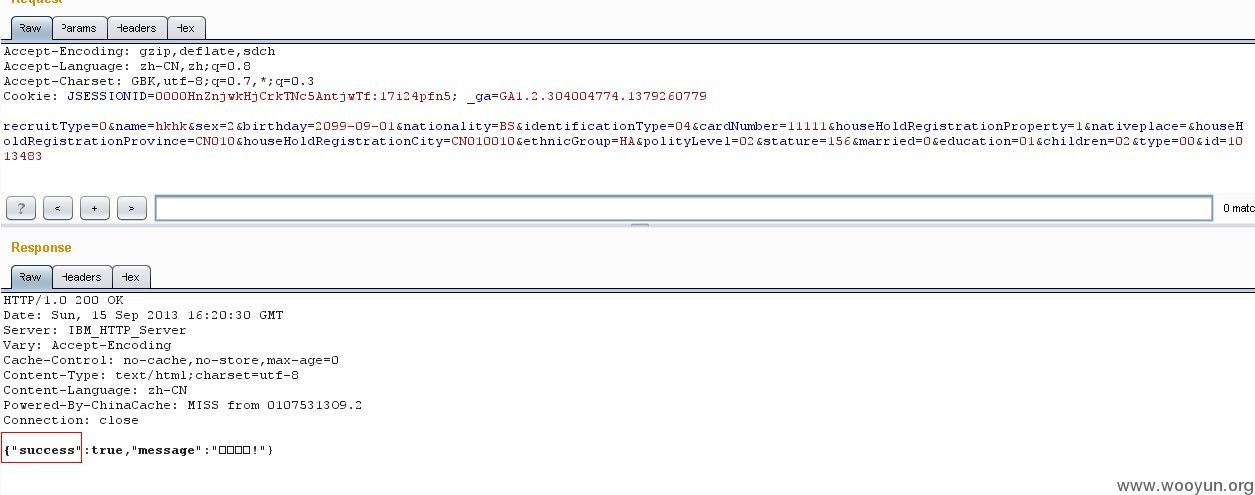 Request
Raw Params Headers Hex
Accept-Encoding: gzip,deflate,sdch
Accept-Language: zh-CN,zh;q=0.8
Accept-Charset: GBK,utf-8;q=0.7,*;q=0.3
Cookie: JSESSIONID=0000HnZnjwkHjCrkTNc5AntjwTf:17i24pfn5; _ga=GA1.2.304004774.1379260779
recruitType=0&name=hkhk&sex=2&birthday=2099-09-01&nationality=BS&identificationType=04&cardNumber=11111&houseHoldRegistrationProperty=1&nativeplace=&houseH
oldRegistrationProvince=CN010&houseHoldRegistrationCity=CN010010&ethnicGroup=HA&polityLevel=02&stature=156&married=0&education=01&children=02&type=00&id=10
13483
? < + > 0 matc
Response
Raw Headers Hex
HTTP/1.0 200 OK
Date: Sun, 15 Sep 2013 16:20:30 GMT
Server: IBM_HTTP_Server
Vary: Accept-Encoding
Cache-Control: no-cache,no-store,max-age=0
Content-Type: text/html;charset=utf-8
Content-Language: zh-CN
Powered-By-ChinaCache: MISS from 0107531309.2
Connection: close
{"success":true,"message":"□□□□!"}
www.wooyun.org